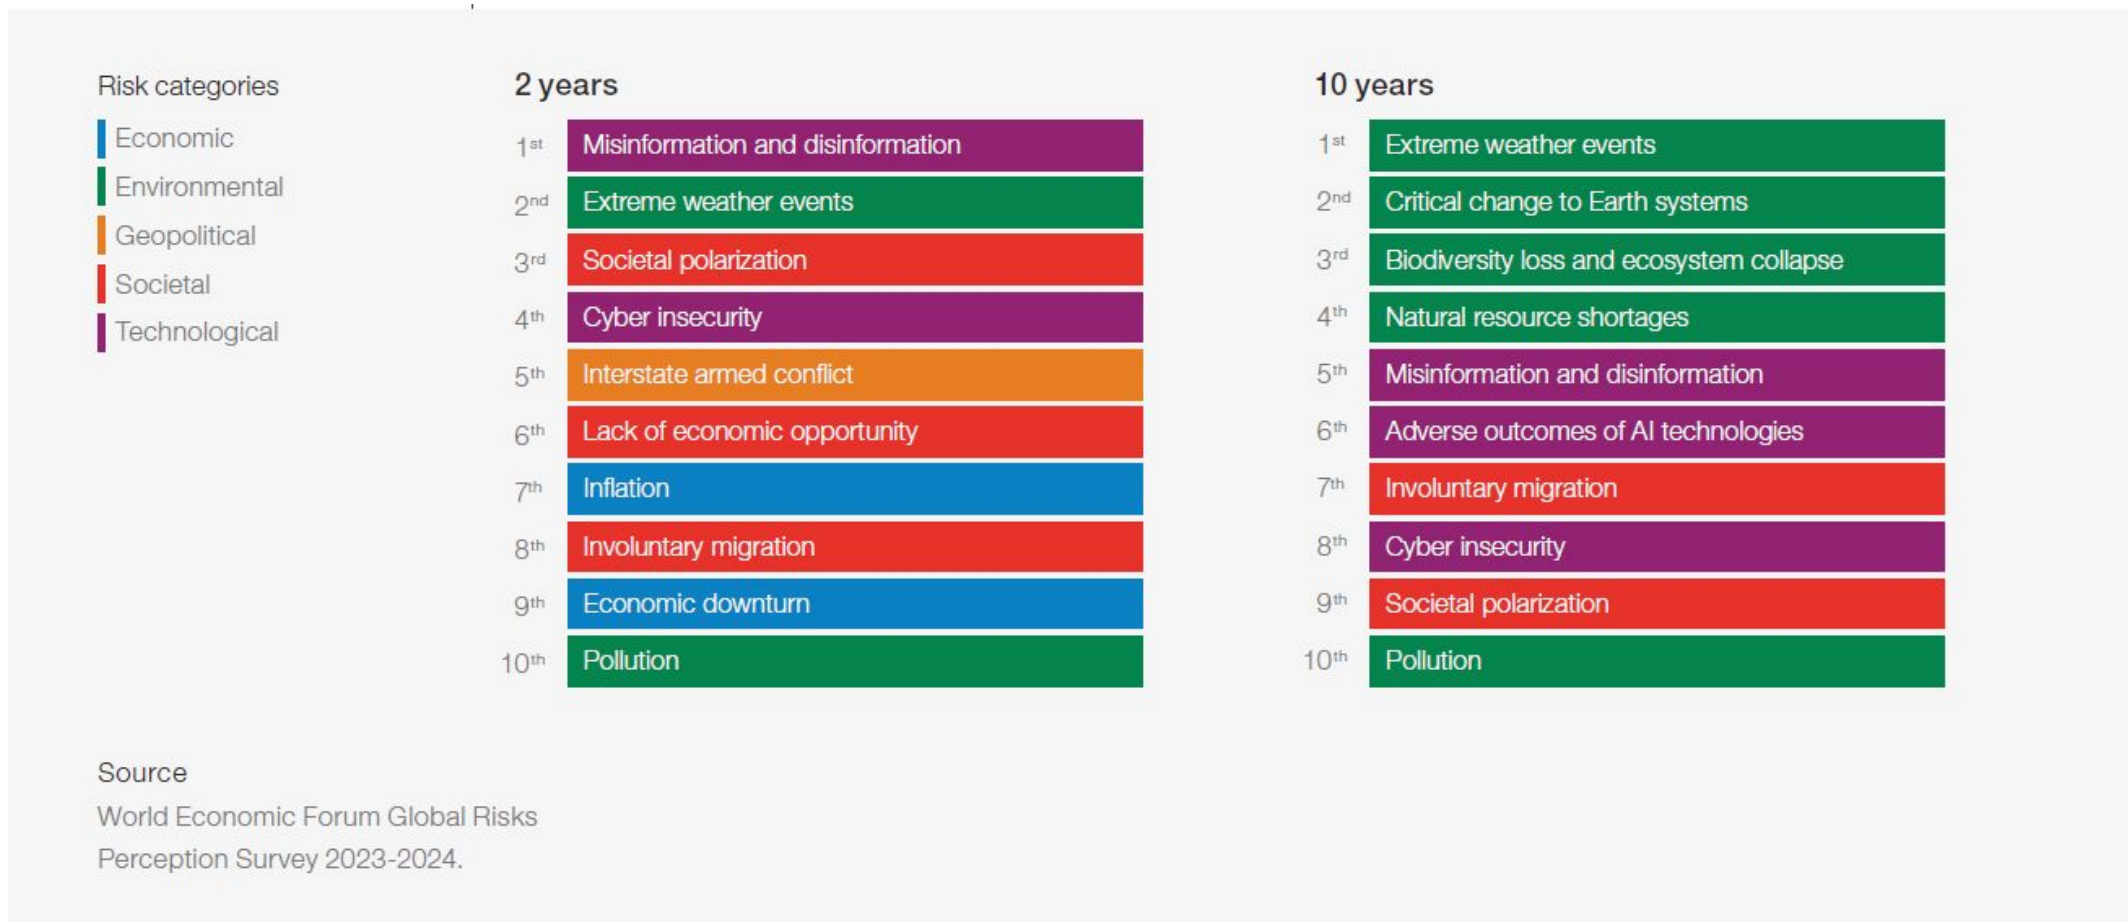 Risk categories
Economic
Environmental
Geopolitical
Societal
Technological
2 years
1st Misinformation and disinformation
2nd Extreme weather events
3rd Societal polarization
4th Cyber insecurity
5th Interstate armed conflict
6th Lack of economic opportunity
7th Inflation
8th Involuntary migration
9th Economic downturn
10th Pollution
10 years
1st Extreme weather events
2nd Critical change to Earth systems
3rd Biodiversity loss and ecosystem collapse
4th Natural resource shortages
5th Misinformation and disinformation
6th Adverse outcomes of AI technologies
7th Involuntary migration
8th Cyber insecurity
9th Societal polarization
10th Pollution
Source
World Economic Forum Global Risks
Perception Survey 2023-2024.